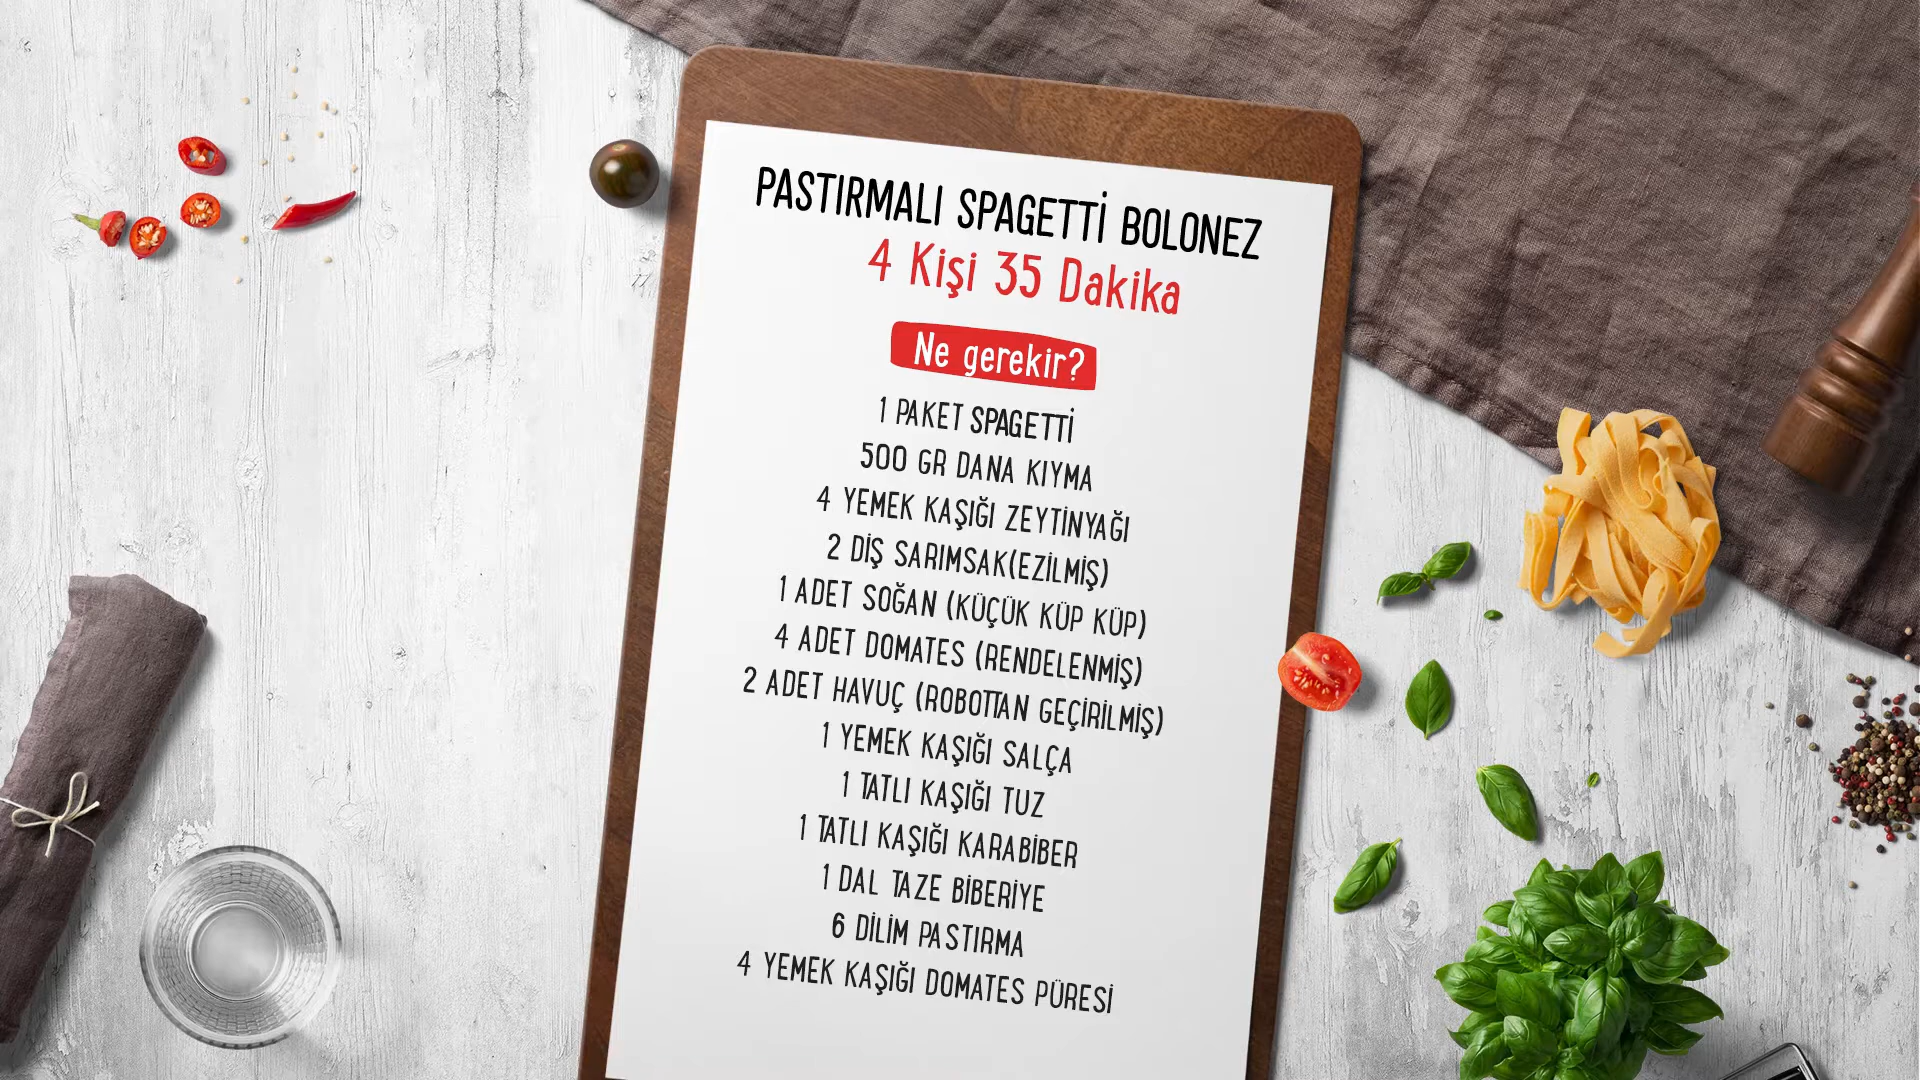 PASTIRMALI SPAGETTİ BOLONEZ
4 Kişi 35 Dakika
Ne gerekir?
1 PAKET SPAGETTİ
500 GR DANA KIYMA
4 YEMEK KAŞIĞI ZEYTİNYAĞI
2 DİŞ SARIMSAK(EZİLMİŞ)
1 ADET SOĞAN (KÜÇÜK KÜP KÜP)
4 ADET DOMATES (RENDELENMİŞ)
2 ADET HAVUÇ (ROBOTTAN GEÇİRİLMİŞ)
1 YEMEK KAŞIĞI SALÇA
1 TATLI KAŞIĞI TUZ
1 TATLI KAŞIĞI KARABİBER
1 DAL TAZE BİBERİYE
6 DİLİM PASTIRMA
4 YEMEK KAŞIĞI DOMATES PÜRESİ